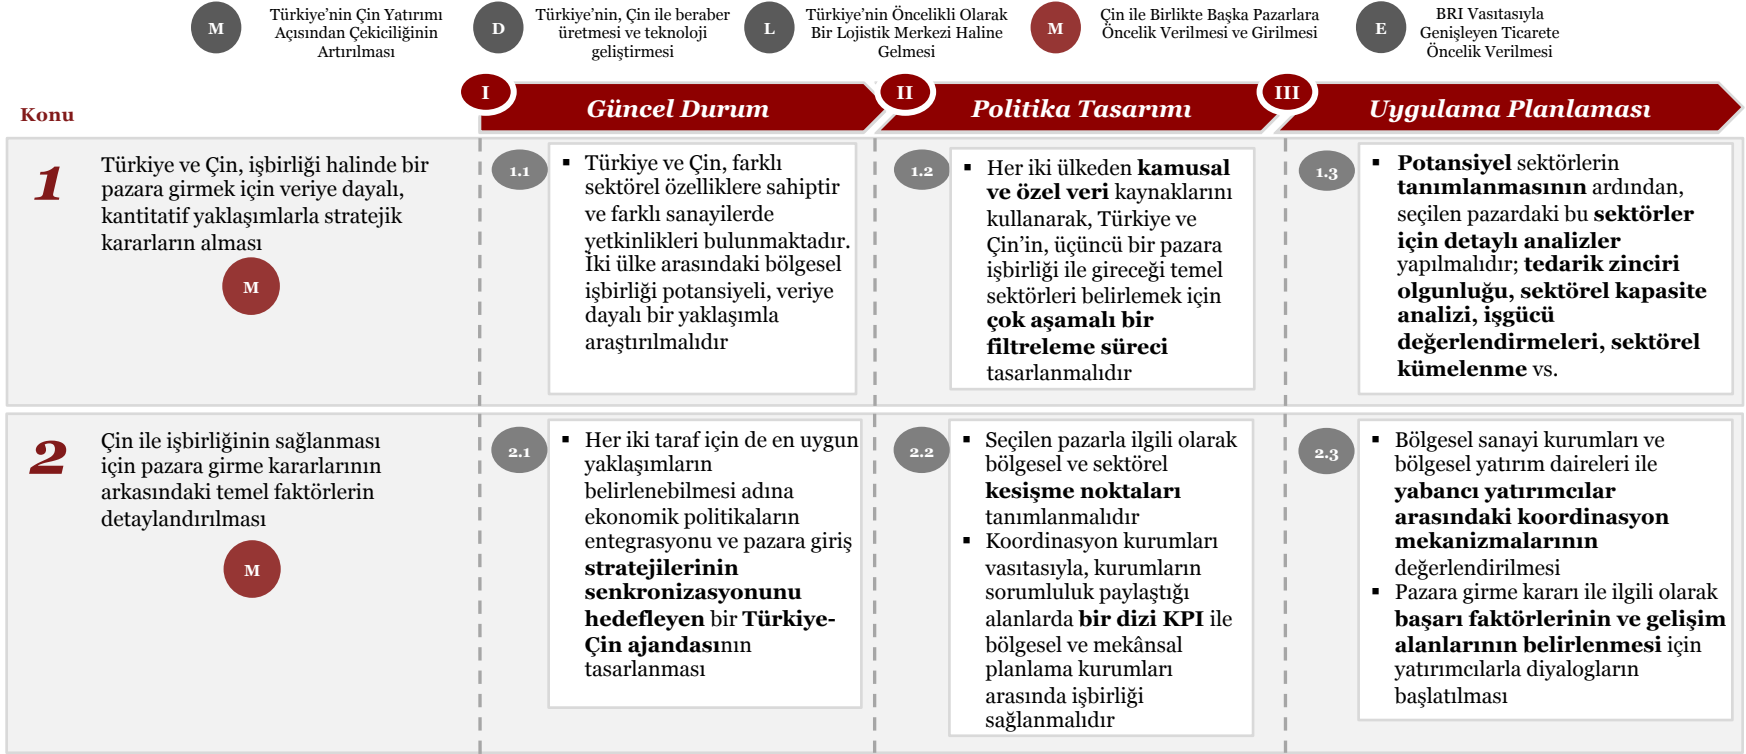 M
Türkiye’nin Çin Yatırımı
Açısından Çekiciliğinin
Artırılması
D
Türkiye’nin, Çin ile beraber
üretmesi ve teknoloji
geliştirmesi
L
Türkiye’nin Öncelikli Olarak
Bir Lojistik Merkezi Haline
Gelmesi
M
Çin ile Birlikte Başka Pazarlara
Öncelik Verilmesi ve Girilmesi
E
BRI Vasıtasıyla
Genişleyen Ticarete
Öncelik Verilmesi
Konu
I
Güncel Durum
II
Politika Tasarımı
III
Uygulama Planlaması
1
Türkiye ve Çin, işbirliği halinde bir
pazara girmek için veriye dayalı,
kantitatif yaklaşımlarla stratejik
kararların alması
M
1.1
▪ Türkiye ve Çin, farklı
sektörel özelliklere sahiptir
ve farklı sanayilerde
yetkinlikleri bulunmaktadır.
İki ülke arasındaki bölgesel
işbirliği potansiyeli, veriye
dayalı bir yaklaşımla
araştırılmalıdır
1.2
▪ Her iki ülkeden kamusal
ve özel veri kaynaklarını
kullanarak, Türkiye ve
Çin’in, üçüncü bir pazara
işbirliği ile gireceği temel
sektörleri belirlemek için
çok aşamalı bir
filtreleme süreci
tasarlanmalıdır
1.3
▪ Potansiyel sektörlerin
tanımlanmasının ardından,
seçilen pazardaki bu sektörler
için detaylı analizler
yapılmalıdır; tedarik zinciri
olgunluğu, sektörel kapasite
analizi, işgücü
değerlendirmeleri, sektörel
kümelenme vs.
2
Çin ile işbirliğinin sağlanması
için pazara girme kararlarının
arkasındaki temel faktörlerin
detaylandırılması
M
2.1
▪ Her iki taraf için de en uygun
yaklaşımların
belirlenebilmesi adına
ekonomik politikaların
entegrasyonu ve pazara giriş
stratejilerinin
senkronizasyonunu
hedefleyen bir Türkiye-
Çin ajandasının
tasarlanması
2.2
▪ Seçilen pazarla ilgili olarak
bölgesel ve sektörel
kesişme noktaları
tanımlanmalıdır
▪ Koordinasyon kurumları
vasıtasıyla, kurumların
sorumluluk paylaştığı
alanlarda bir dizi KPI ile
bölgesel ve mekânsal
planlama kurumları
arasında işbirliği
sağlanmalıdır
2.3
▪ Bölgesel sanayi kurumları ve
bölgesel yatırım daireleri ile
yabancı yatırımcılar
arasındaki koordinasyon
mekanizmalarının
değerlendirilmesi
▪ Pazara girme kararı ile ilgili olarak
başarı faktörlerinin ve gelişim
alanlarının belirlenmesi için
yatırımcılarla diyalogların
başlatılması